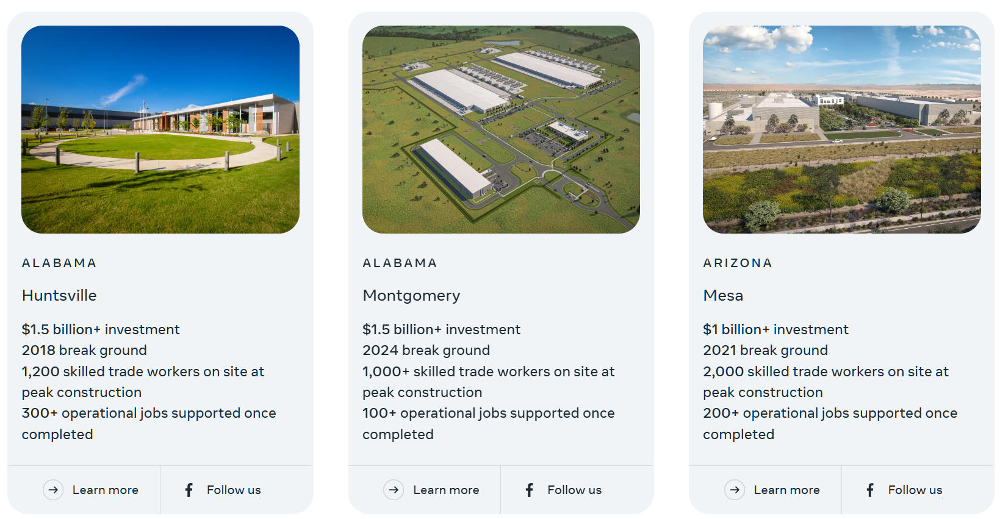 ALABAMA
Huntsville
$1.5 billion+ investment
2018 break ground
1,200 skilled trade workers on site at
peak construction
300+ operational jobs supported once
completed
Learn more
Follow us
ALABAMA
Montgomery
$1.5 billion+ investment
2024 break ground
1,000+ skilled trade workers on site at
peak construction
100+ operational jobs supported once
completed
Learn more
Follow us
ARIZONA
Mesa
$1 billion+ investment
2021 break ground
2,000 skilled trade workers on site at
peak construction
200+ operational jobs supported once
completed
Learn more
Follow us